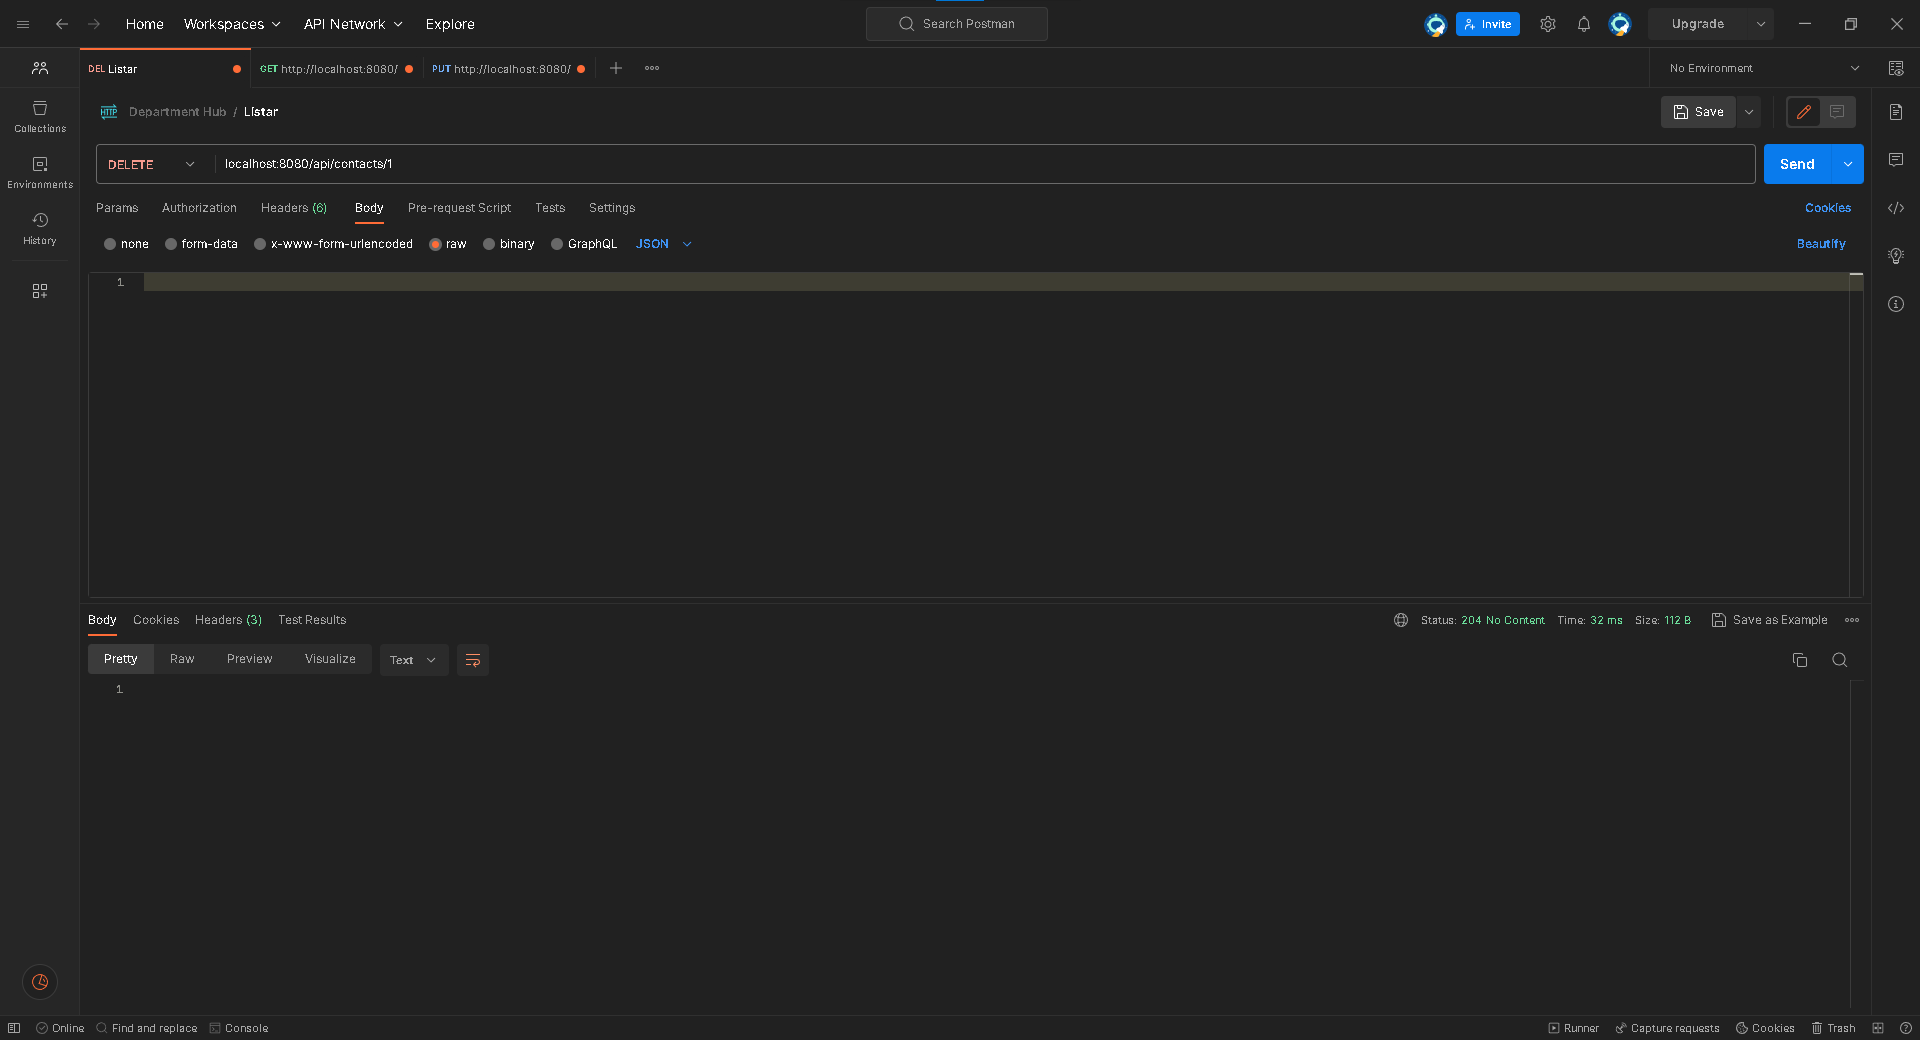 Home Workspaces API Network Explore Search Postman Invite Upgrade
DEL Listar GET http://localhost:8080/ PUT http://localhost:8080/ No Environment
HTTP Department Hub / Listar Save
Collections
DELETE localhost:8080/api/contacts/1 Send
Environments
Params Authorization Headers (6) Body Pre-request Script Tests Settings Cookies
History
none form-data x-www-form-urlencoded raw binary GraphQL JSON Beautify
1
Body Cookies Headers (3) Test Results Status: 204 No Content Time: 32 ms Size: 112 B Save as Example
Pretty Raw Preview Visualize Text
1
Online Find and replace Console Runner Capture requests Cookies Trash